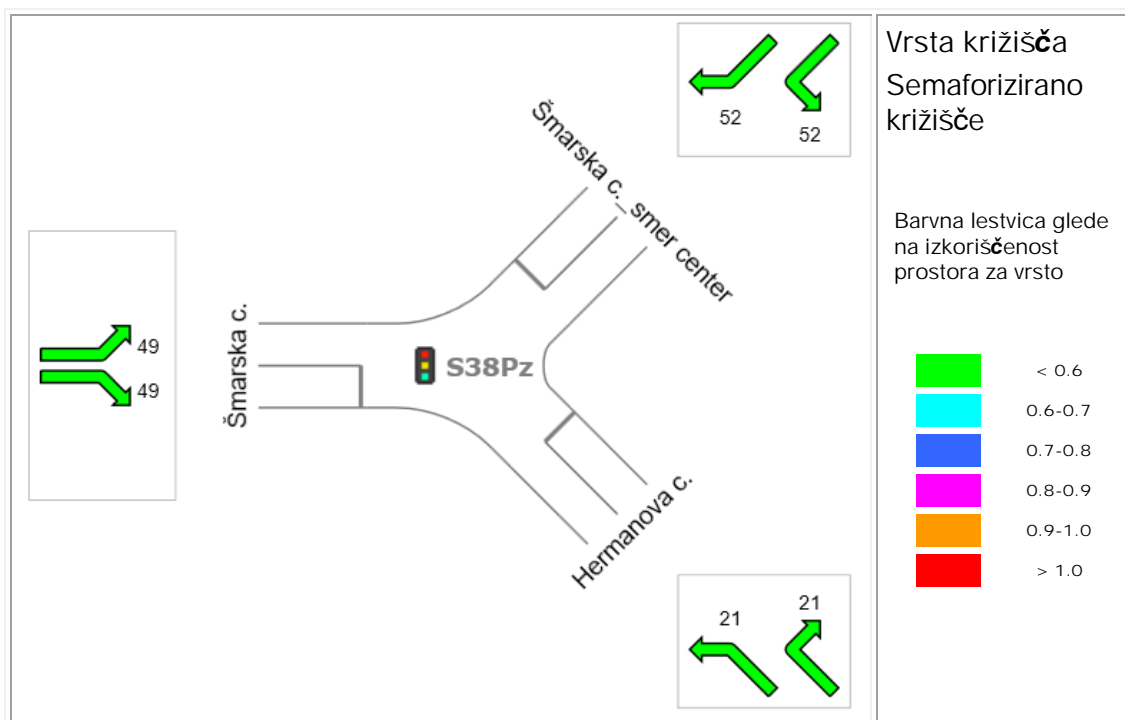 52
52
Šmarska c._smer center
49
49
Šmarska c.
S38Pz
Hermanova c.
21
21
Vrsta križišča
Semaforizirano
križišče
Barvna lestvica glede
na izkoriščenost
prostora za vrsto
< 0.6
0.6-0.7
0.7-0.8
0.8-0.9
0.9-1.0
> 1.0